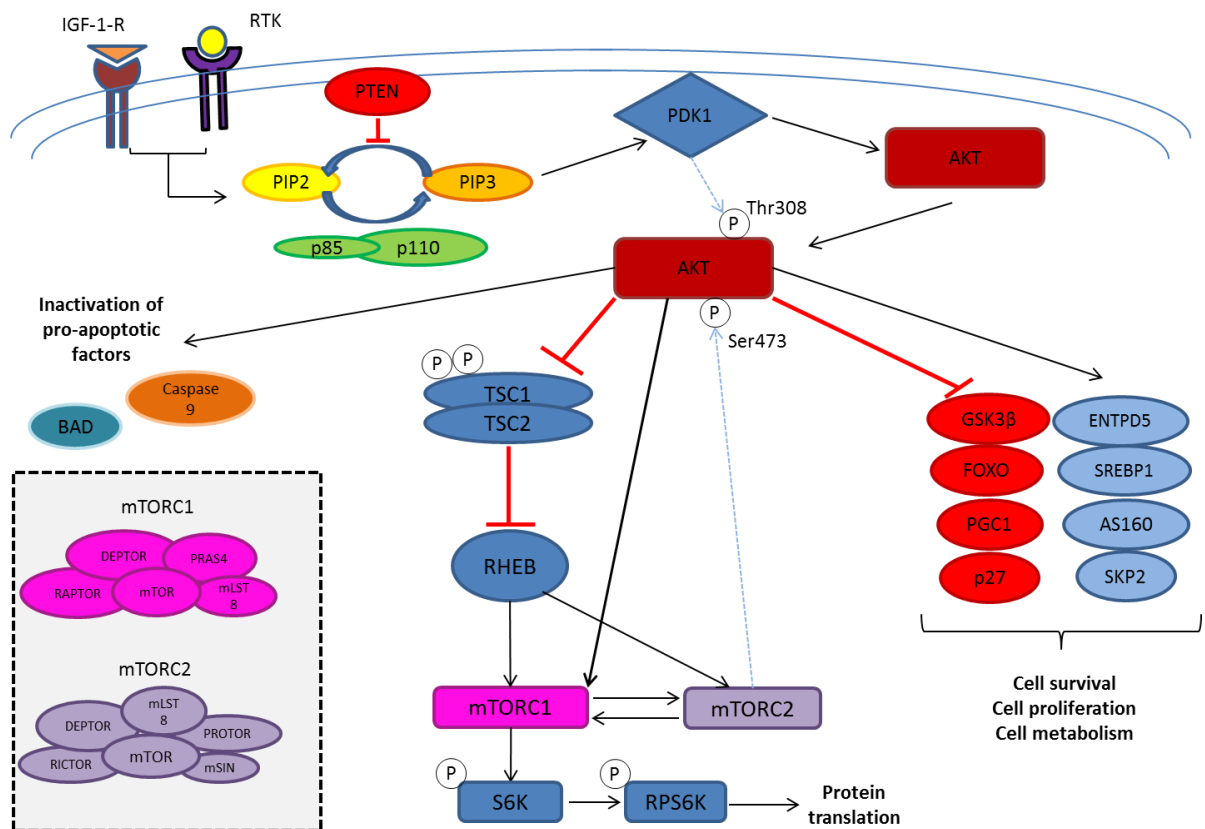 IGF-1-R
RTK
PTEN
PDK1
AKT
PIP2
PIP3
P
Thr308
p85
p110
AKT
P
Ser473
Inactivation of
pro-apoptotic
factors
Caspase
9
BAD
P
P
TSC1
TSC2
GSK3β
ENTPD5
FOXO
SREBP1
PGC1
AS160
p27
SKP2
Cell survival
Cell proliferation
Cell metabolism
mTORC1
DEPTOR
PRAS4
RAPTOR
mTOR
mLST
8
mTORC2
mLST
8
DEPTOR
PROTOR
RICTOR
mTOR
mSIN
RHEB
mTORC1
mTORC2
P
S6K
P
RPS6K
Protein
translation